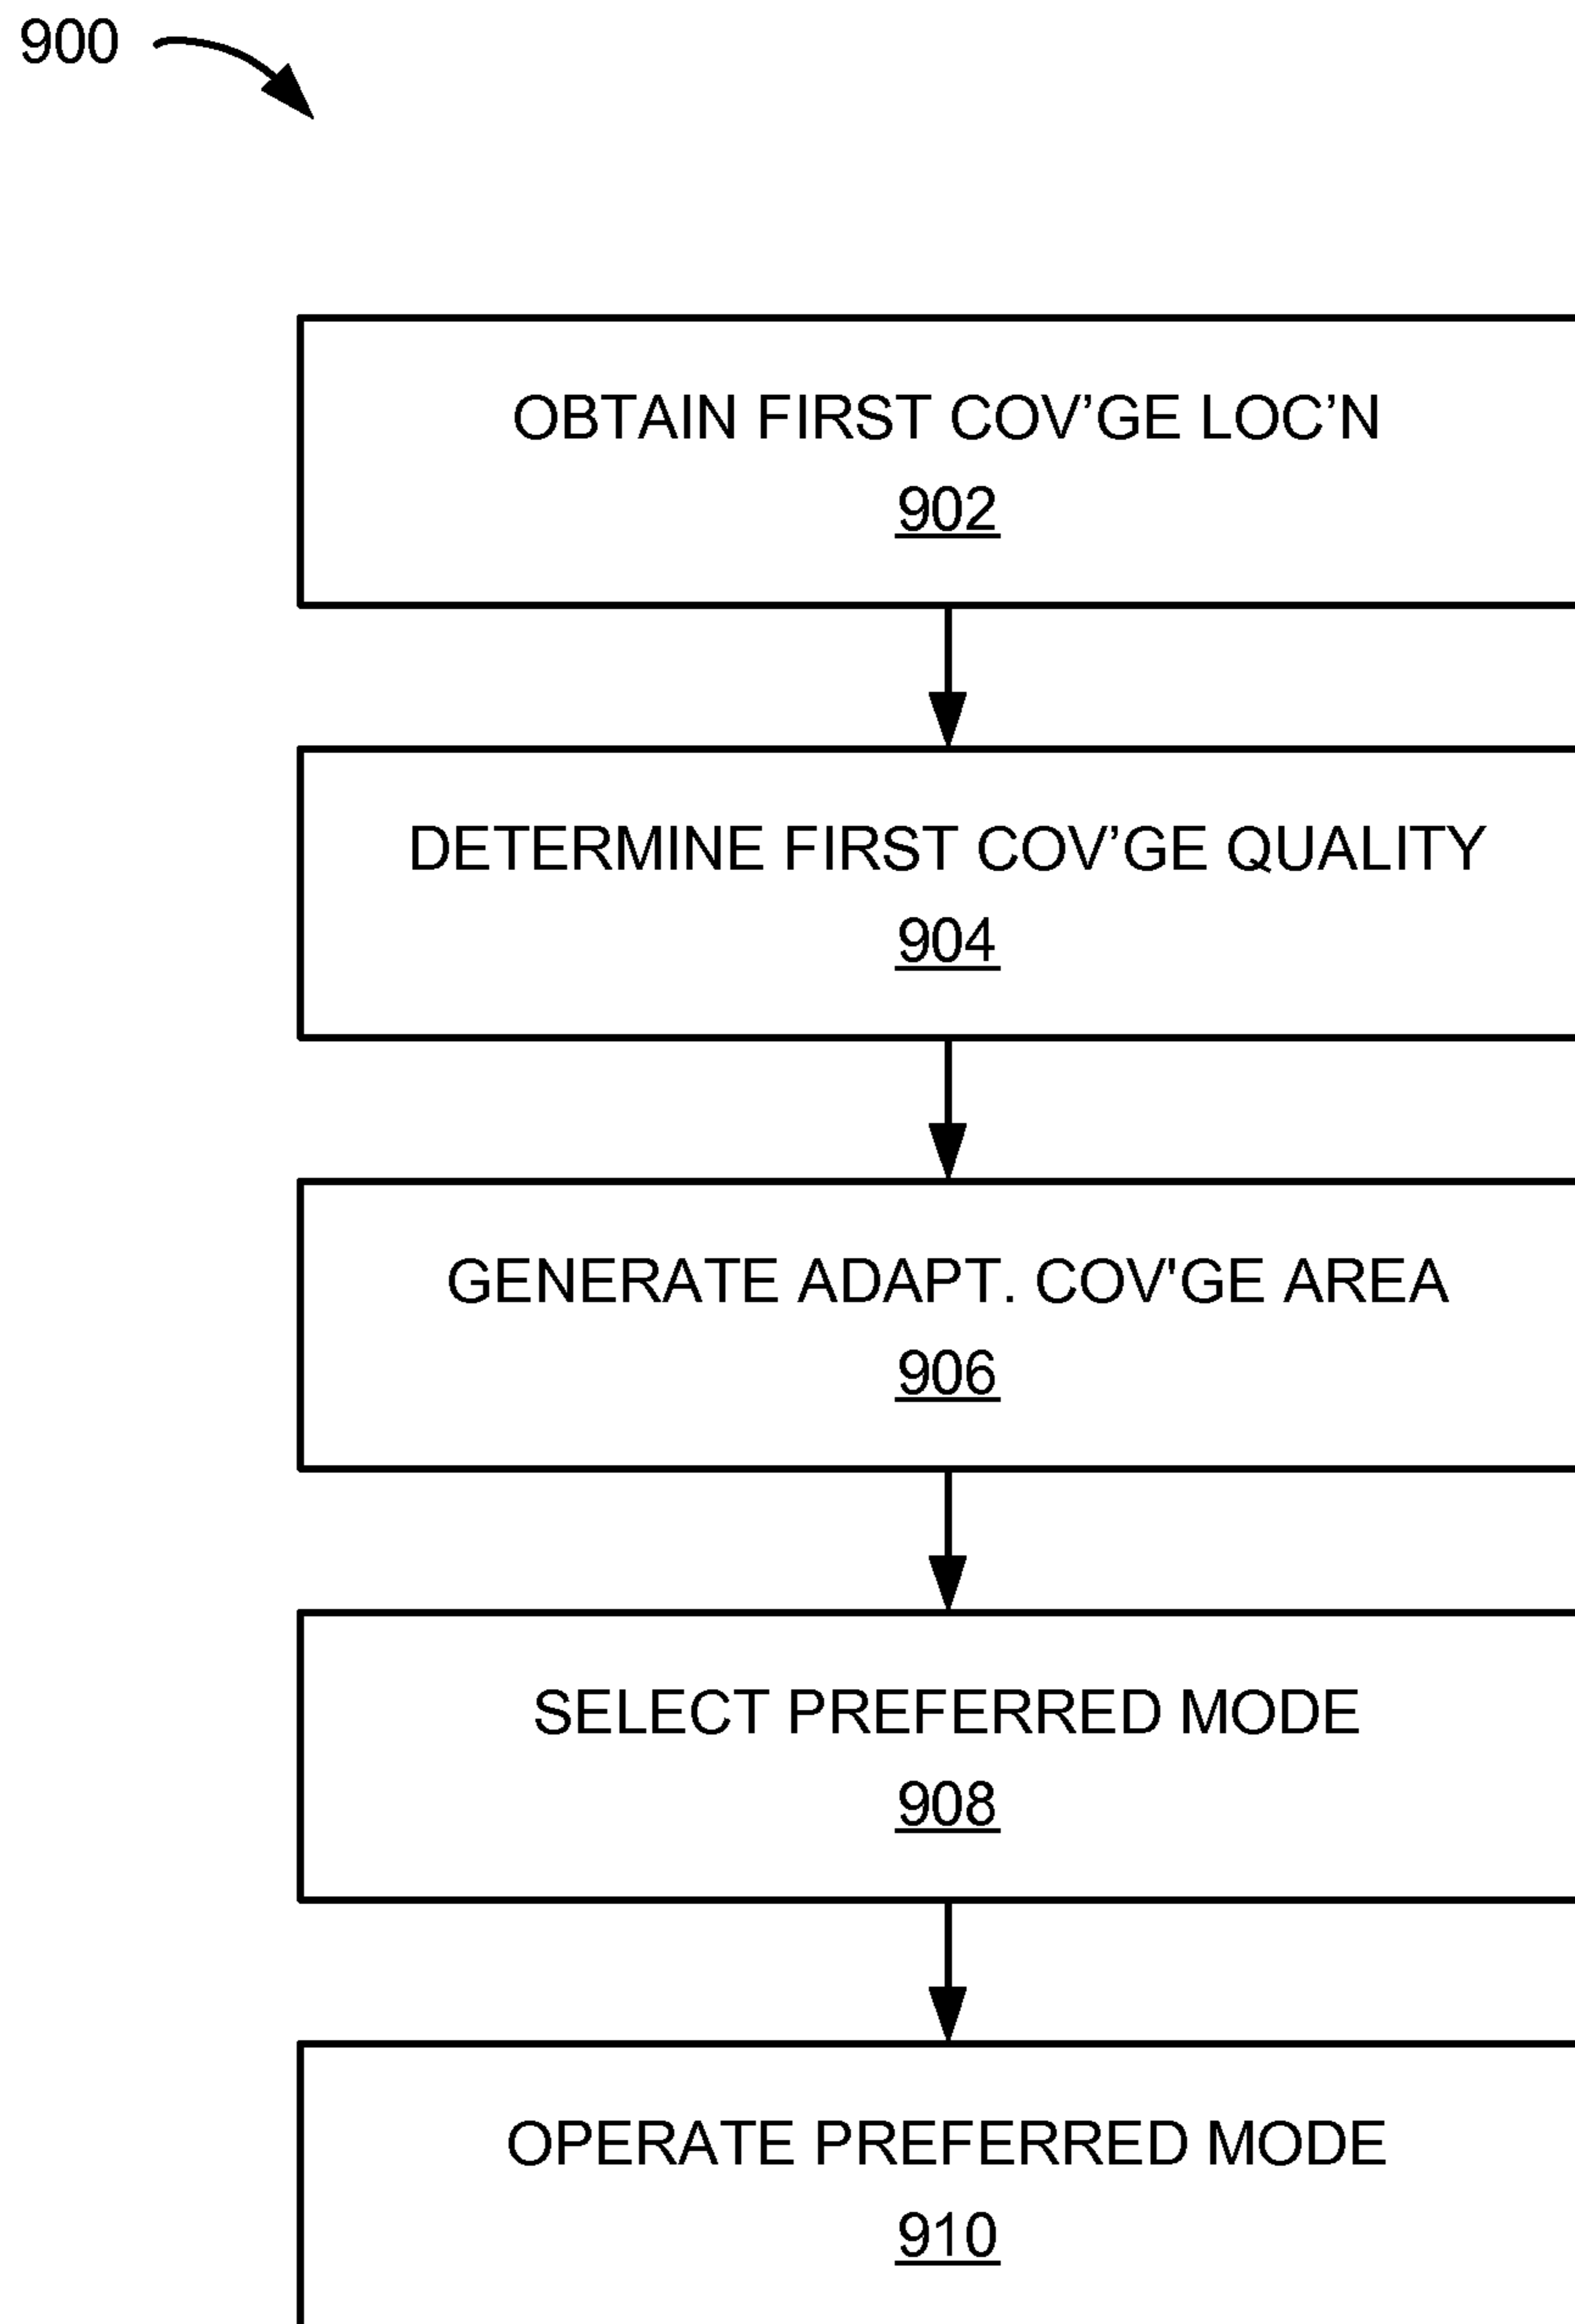 900
OBTAIN FIRST COV’GE LOC’N
902
DETERMINE FIRST COV’GE QUALITY
904
GENERATE ADAPT. COV'GE AREA
906
SELECT PREFERRED MODE
908
OPERATE PREFERRED MODE
910